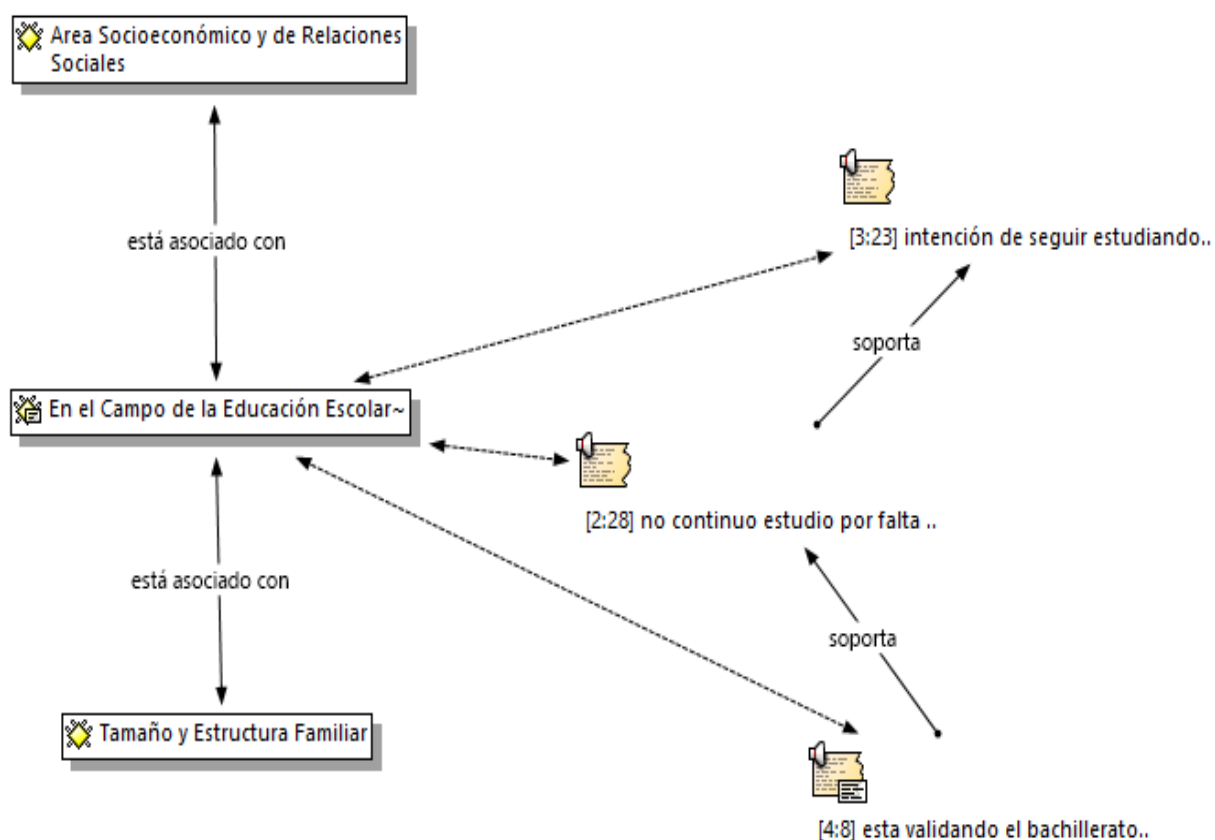 Area Socioeconómico y de Relaciones
Sociales
está asociado con
[3:23] intención de seguir estudiando..
soporta
En el Campo de la Educación Escolar~
[2:28] no continuo estudio por falta ..
está asociado con
soporta
Tamaño y Estructura Familiar
[4:8] esta validando el bachillerato..